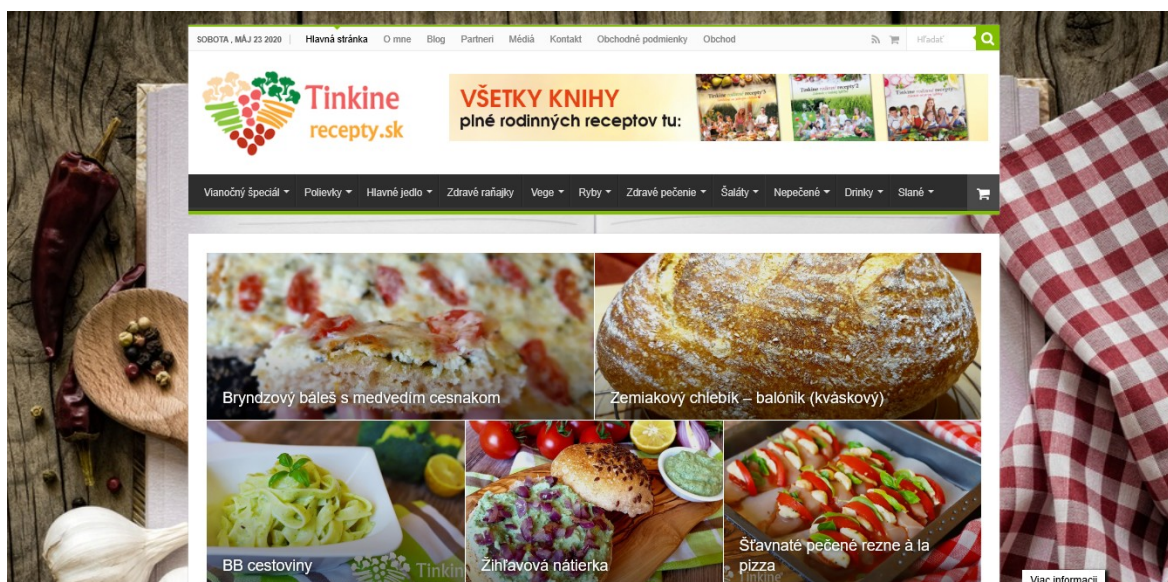 SOBOTA , MÁJ 23 2020
Hlavná stránka
O mne
Blog
Partneri
Médiá
Kontakt
Obchodné podmienky
Obchod
Hľadať
Tinkine
recepty.sk
VŠETKY KNIHY
plné rodinných receptov tu:
Vianočný špeciál
Polievky
Hlavné jedlo
Zdravé raňajky
Vege
Ryby
Zdravé pečenie
Šaláty
Nepečené
Drinky
Slané
Bryndzový báleš s medvedím cesnakom
Zemiakový chlebík – balónik (kváskový)
BB cestoviny
Žihľavová nátierka
Šťavnaté pečené rezne à la
pizza
Viac informacii